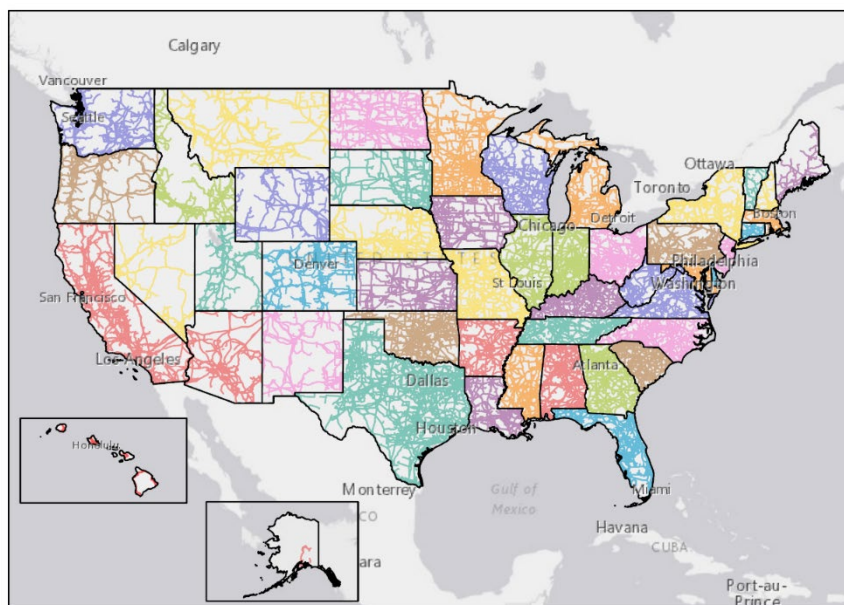 Calgary
Vancouver
Seattle
Ottawa
Toronto
Boston
Detroit
Chicago
Philadelphia
Denver
Washington
St Louis
San Francisco
Los Angeles
Atlanta
Dallas
Houston
Honolulu
Monterrey
Gulf of
Mexico
Miami
Havana
CO
CUBA
ara
Port-au-
Prince